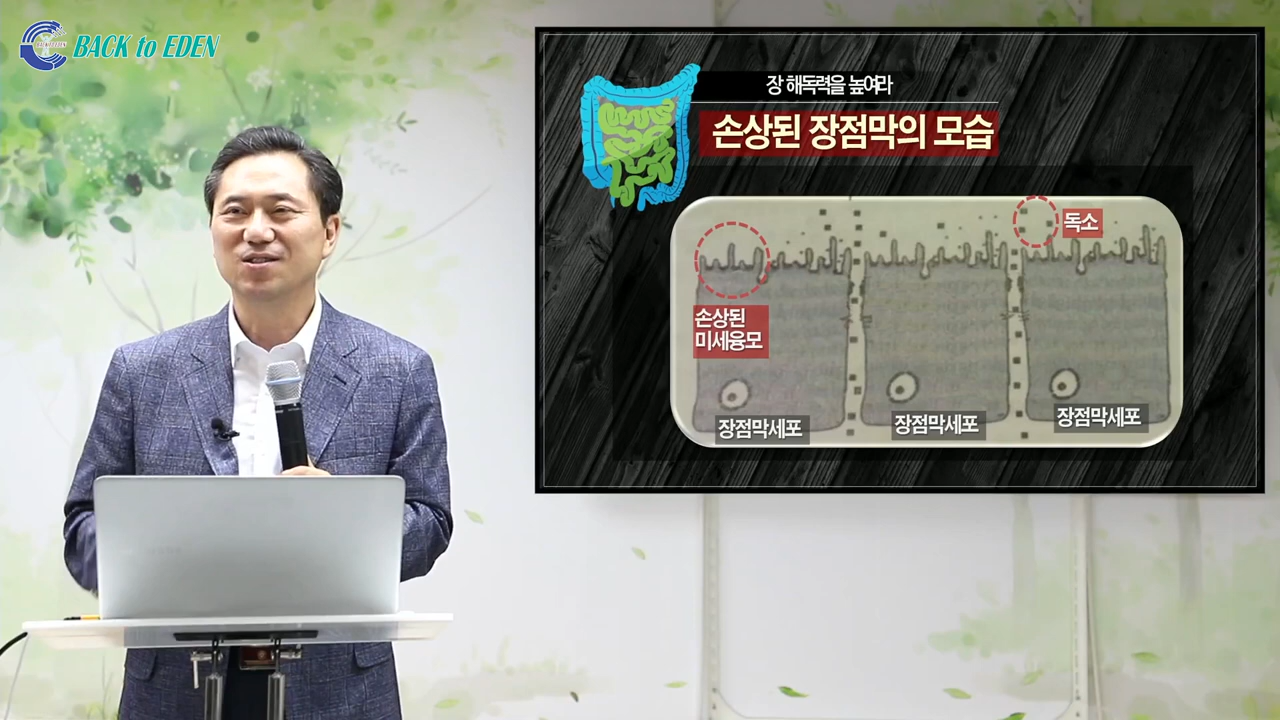 BACK to EDEN
장 해독력을 높여라
손상된 장점막의 모습
독소
손상된
미세융모
장점막세포
장점막세포
장점막세포